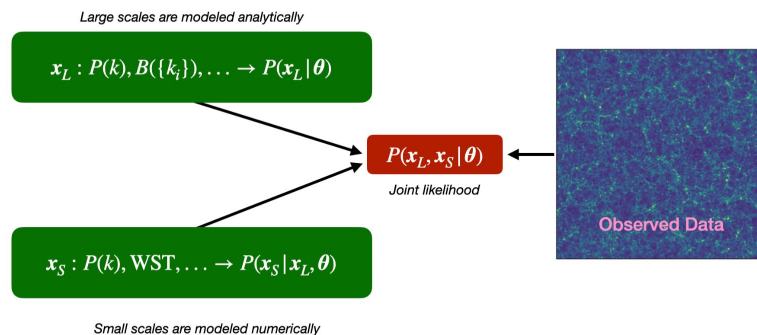 Large scales are modeled analytically
x_L : P(k), B({k_i}), … → P(x_L|θ)
P(x_L, x_S|θ)
Joint likelihood
Observed Data
x_S : P(k), WST, … → P(x_S|x_L, θ)
Small scales are modeled numerically